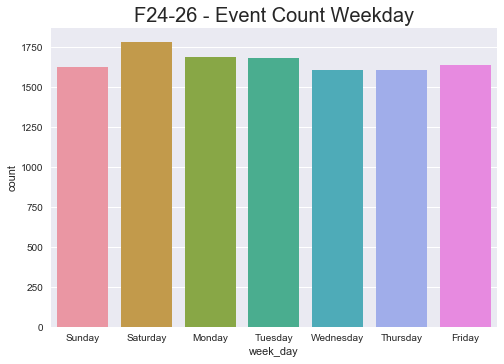 F24-26 - Event Count Weekday
1750
1500
1250
1000
750
500
250
0
count
Sunday Saturday Monday Tuesday Wednesday Thursday Friday
week_day